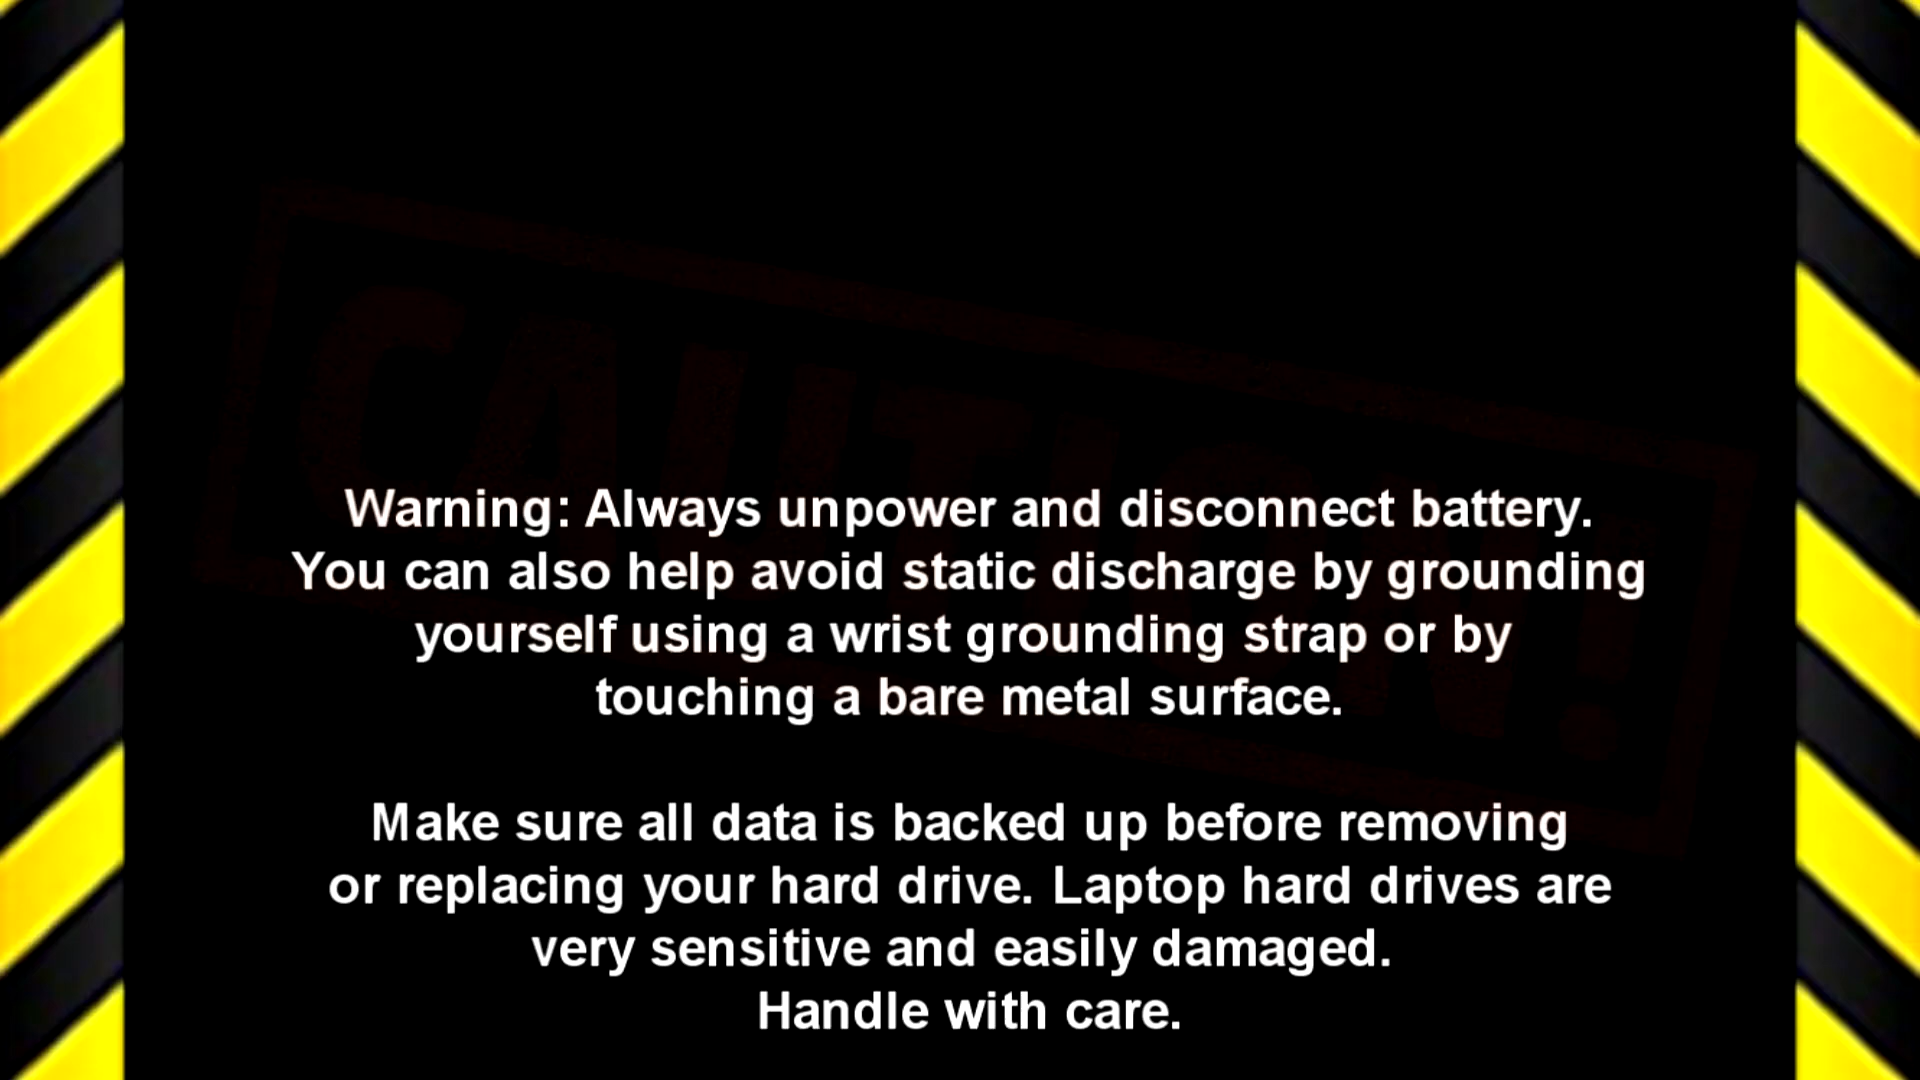 CAUTION!
Warning: Always unpower and disconnect battery.
You can also help avoid static discharge by grounding
yourself using a wrist grounding strap or by
touching a bare metal surface.
Make sure all data is backed up before removing
or replacing your hard drive. Laptop hard drives are
very sensitive and easily damaged.
Handle with care.